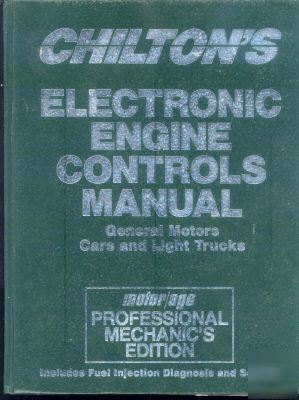 CHILTON'S
ELECTRONIC
ENGINE
CONTROLS
MANUAL
General Motors
Cars and Light Trucks
motor/age
PROFESSIONAL
MECHANIC'S
EDITION
Includes Fuel Injection Diagnosis and